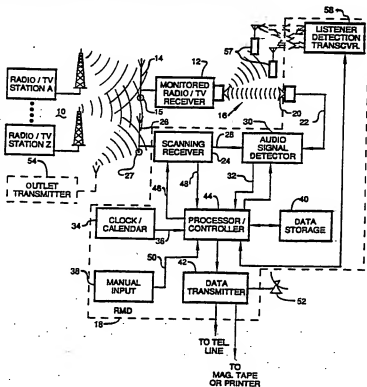 58
LISTENER
DETECTION
TRANSCVR.
57
12
14
MONITORED
RADIO / TV
RECEIVER
RADIO / TV
STATION A
10
15
16
20
26
30
22
RADIO / TV
STATION Z
28
SCANNING
RECEIVER
AUDIO
SIGNAL
DETECTOR
24
54
27
OUTLET
TRANSMITTER
46
48
32
44
40
CLOCK /
CALENDAR
PROCESSOR /
CONTROLLER
DATA
STORAGE
34
36
50
42
38
MANUAL
INPUT
DATA
TRANSMITTER
RMD
18
52
TO TEL.
LINE
TO
MAG. TAPE
OR PRINTER